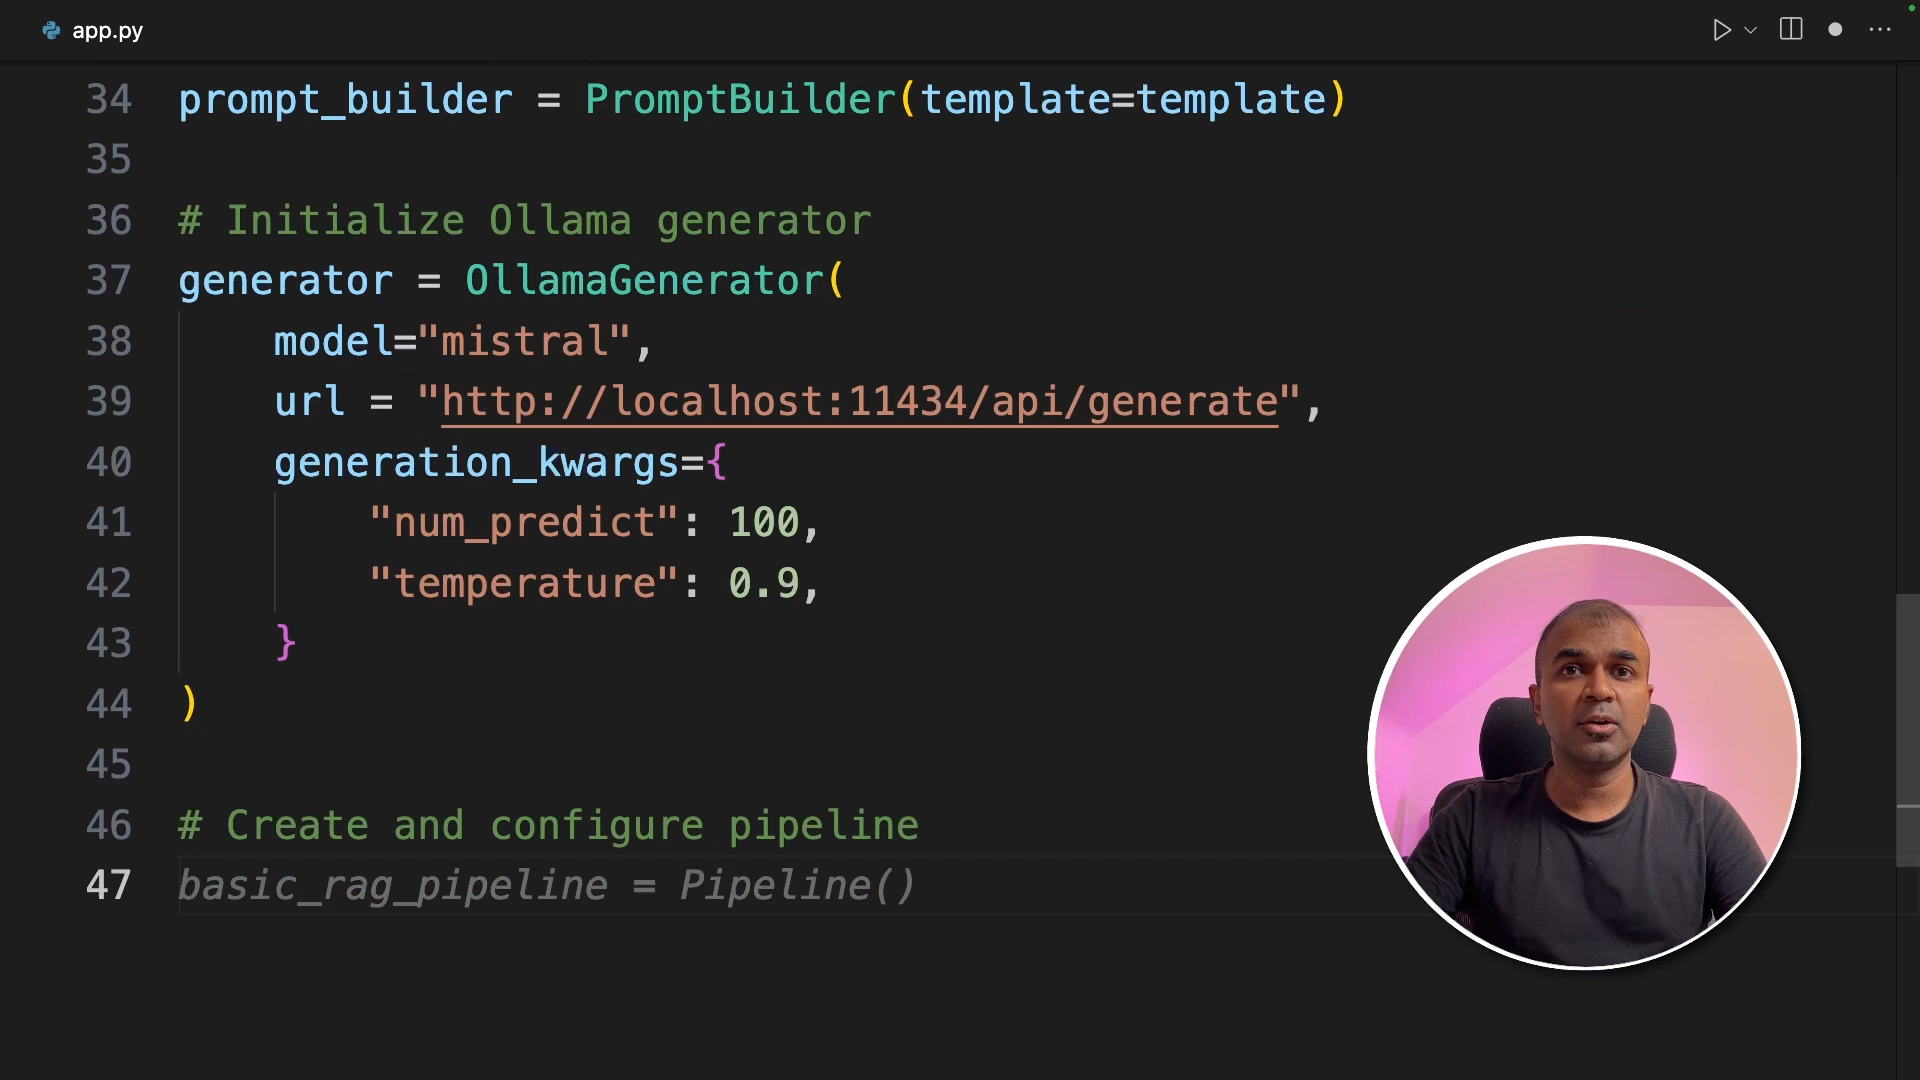 app.py
34 prompt_builder = PromptBuilder(template=template)
35
36 # Initialize Ollama generator
37 generator = OllamaGenerator(
38 model="mistral",
39 url = "http://localhost:11434/api/generate",
40 generation_kwargs={
41 "num_predict": 100,
42 "temperature": 0.9,
43 }
44 )
45
46 # Create and configure pipeline
47 basic_rag_pipeline = Pipeline()